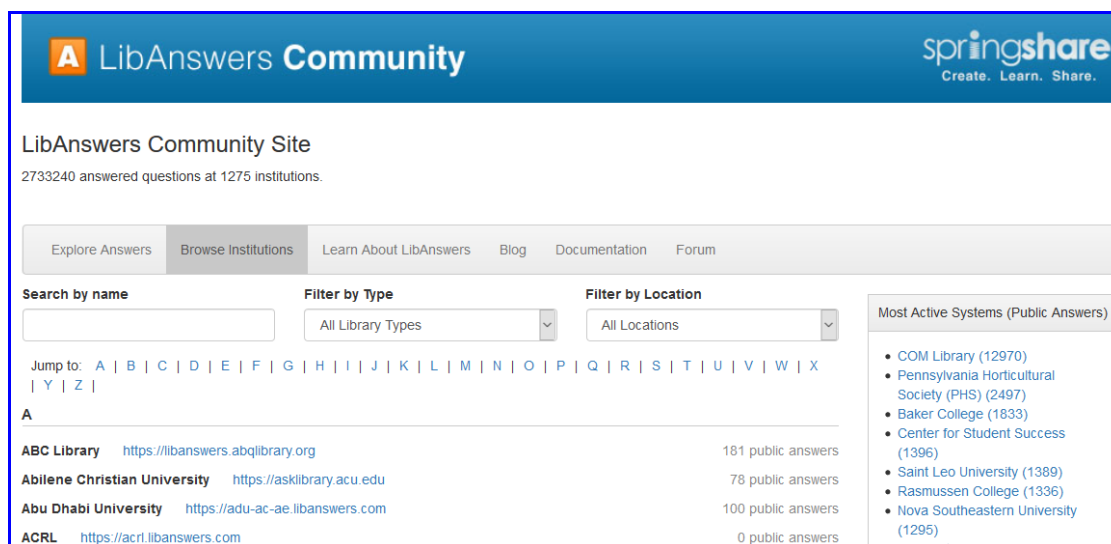 A LibAnswers Community
springshare
Create. Learn. Share.
LibAnswers Community Site
2733240 answered questions at 1275 institutions.
Explore Answers Browse Institutions Learn About LibAnswers Blog Documentation Forum
Search by name Filter by Type Filter by Location
All Library Types All Locations
Jump to: A | B | C | D | E | F | G | H | I | J | K | L | M | N | O | P | Q | R | S | T | U | V | W | X
| Y | Z |
A
ABC Library https://libanswers.abqlibrary.org 181 public answers
Abilene Christian University https://asklibrary.acu.edu 78 public answers
Abu Dhabi University https://adu-ac-ae.libanswers.com 100 public answers
ACRL https://acrl.libanswers.com 0 public answers
Most Active Systems (Public Answers)
• COM Library (12970)
• Pennsylvania Horticultural
Society (PHS) (2497)
• Baker College (1833)
• Center for Student Success
(1396)
• Saint Leo University (1389)
• Rasmussen College (1336)
• Nova Southeastern University
(1295)